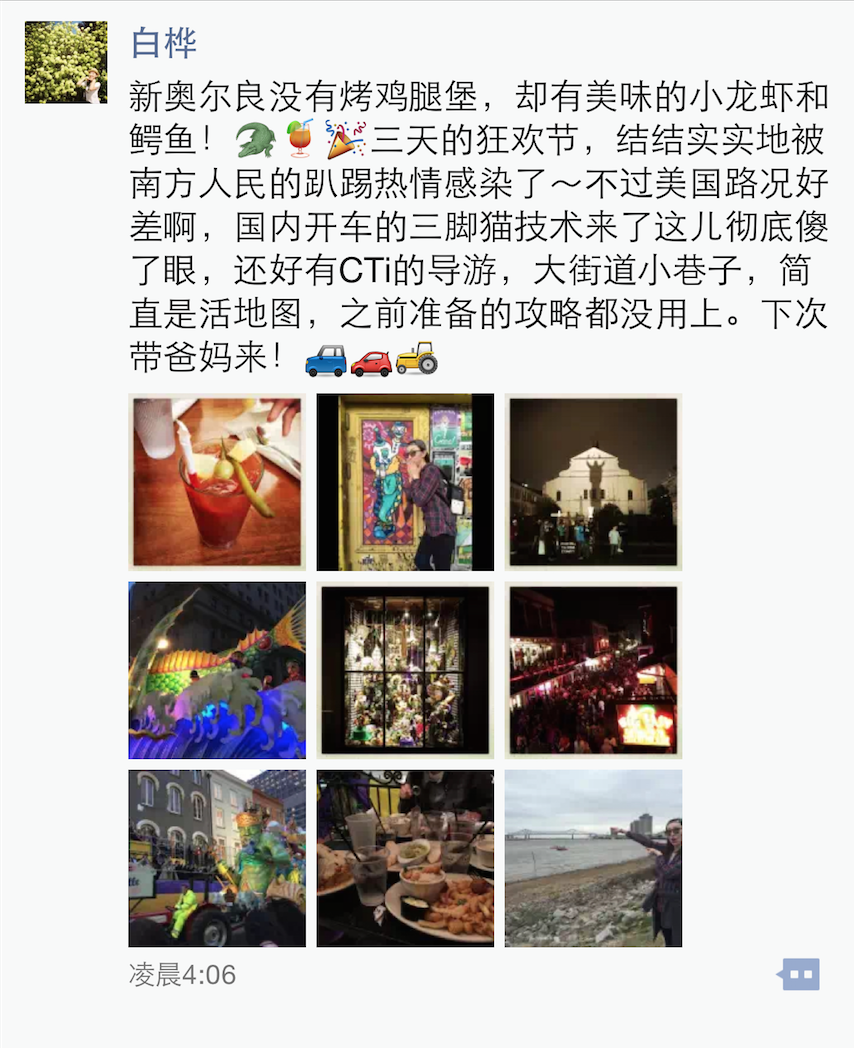 白桦
新奥尔良没有烤鸡腿堡，却有美味的小龙虾和
鳄鱼！🐊🍹🎉三天的狂欢节，结结实实地被
南方人民的趴踢热情感染了～不过美国路况好
差啊，国内开车的三脚猫技术来了这儿彻底傻
了眼，还好有CTi的导游，大街道小巷子，简
直是活地图，之前准备的攻略都没用上。下次
带爸妈来！🚙🚗🚜
凌晨4:06